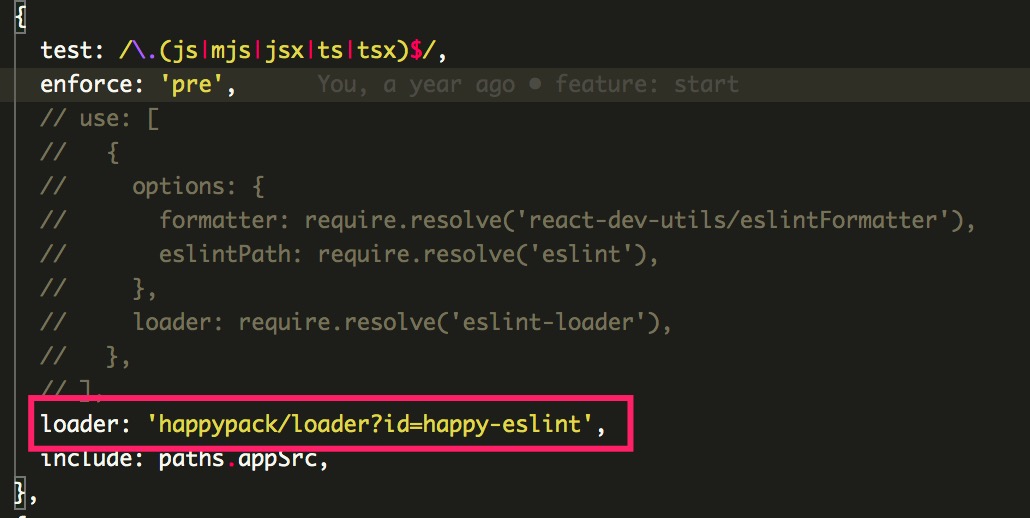 {
test: /\.(js|mjs|jsx|ts|tsx)$/,
enforce: 'pre', You, a year ago • feature: start
// use: [
//   {
//     options: {
//       formatter: require.resolve('react-dev-utils/eslintFormatter'),
//       eslintPath: require.resolve('eslint'),
//     },
//     loader: require.resolve('eslint-loader'),
//   },
// ],
loader: 'happypack/loader?id=happy-eslint',
include: paths.appSrc,
},